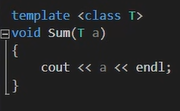 template <class T>
void Sum(T a)
{
    cout << a << endl;
}